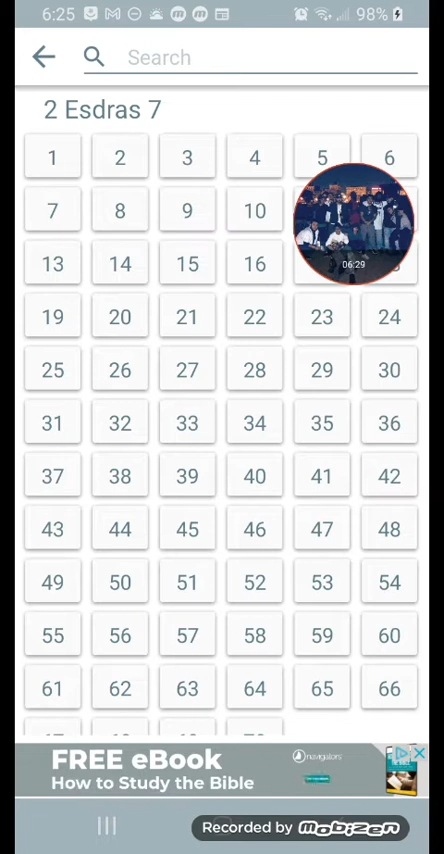 6:25 98%
Search
2 Esdras 7
1 2 3 4 5 6
7 8 9 10
13 14 15 16
06:29
19 20 21 22 23 24
25 26 27 28 29 30
31 32 33 34 35 36
37 38 39 40 41 42
43 44 45 46 47 48
49 50 51 52 53 54
55 56 57 58 59 60
61 62 63 64 65 66
FREE eBook
How to Study the Bible
navigators
Recorded by Mobizen